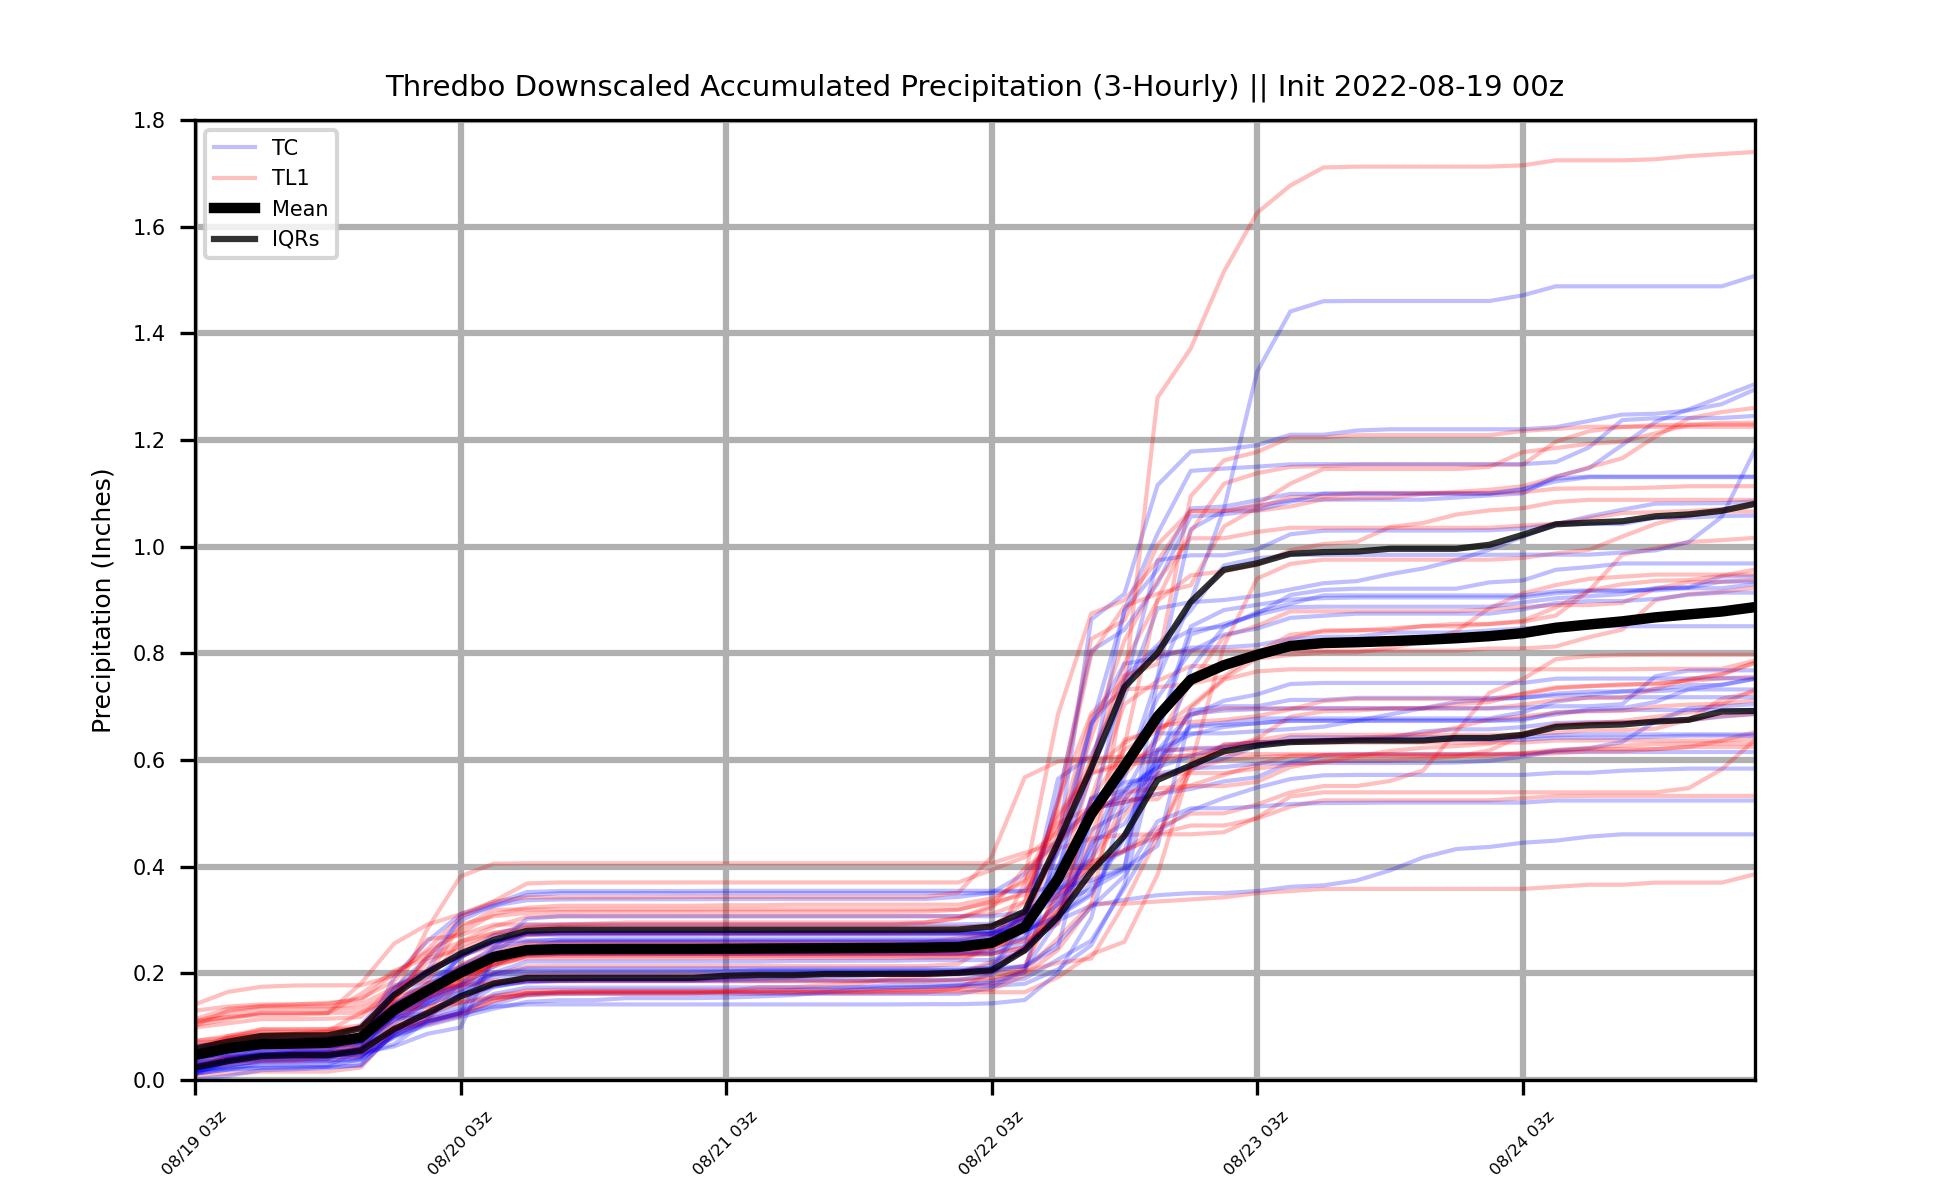 Thredbo Downscaled Accumulated Precipitation (3-Hourly) || Init 2022-08-19 00z
TC
TL1
Mean
IQRs
Precipitation (Inches)
1.8
1.6
1.4
1.2
1.0
0.8
0.6
0.4
0.2
0.0
08/19 03z
08/20 03z
08/21 03z
08/22 03z
08/23 03z
08/24 03z